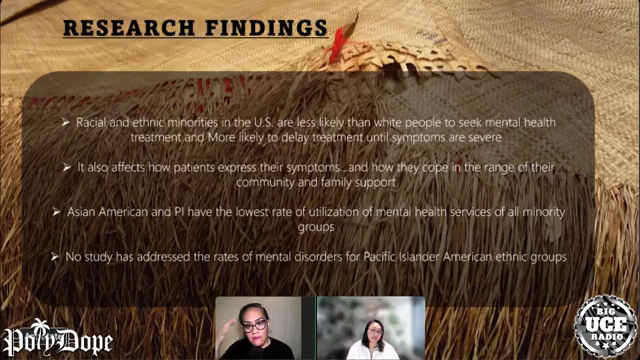 RESEARCH FINDINGS
➢ Racial and ethnic minorities in the U.S. are less likely than white people to seek mental health
treatment and More likely to delay treatment until symptoms are severe
➢ It also affects how patients express their symptoms...and how they cope in the range of their
community and family support
➢ Asian American and PI have the lowest rate of utilization of mental health services of all minority
groups
➢ No study has addressed the rates of mental disorders for Pacific Islander American ethnic groups
PolyDope
BIG
UCE
RADIO